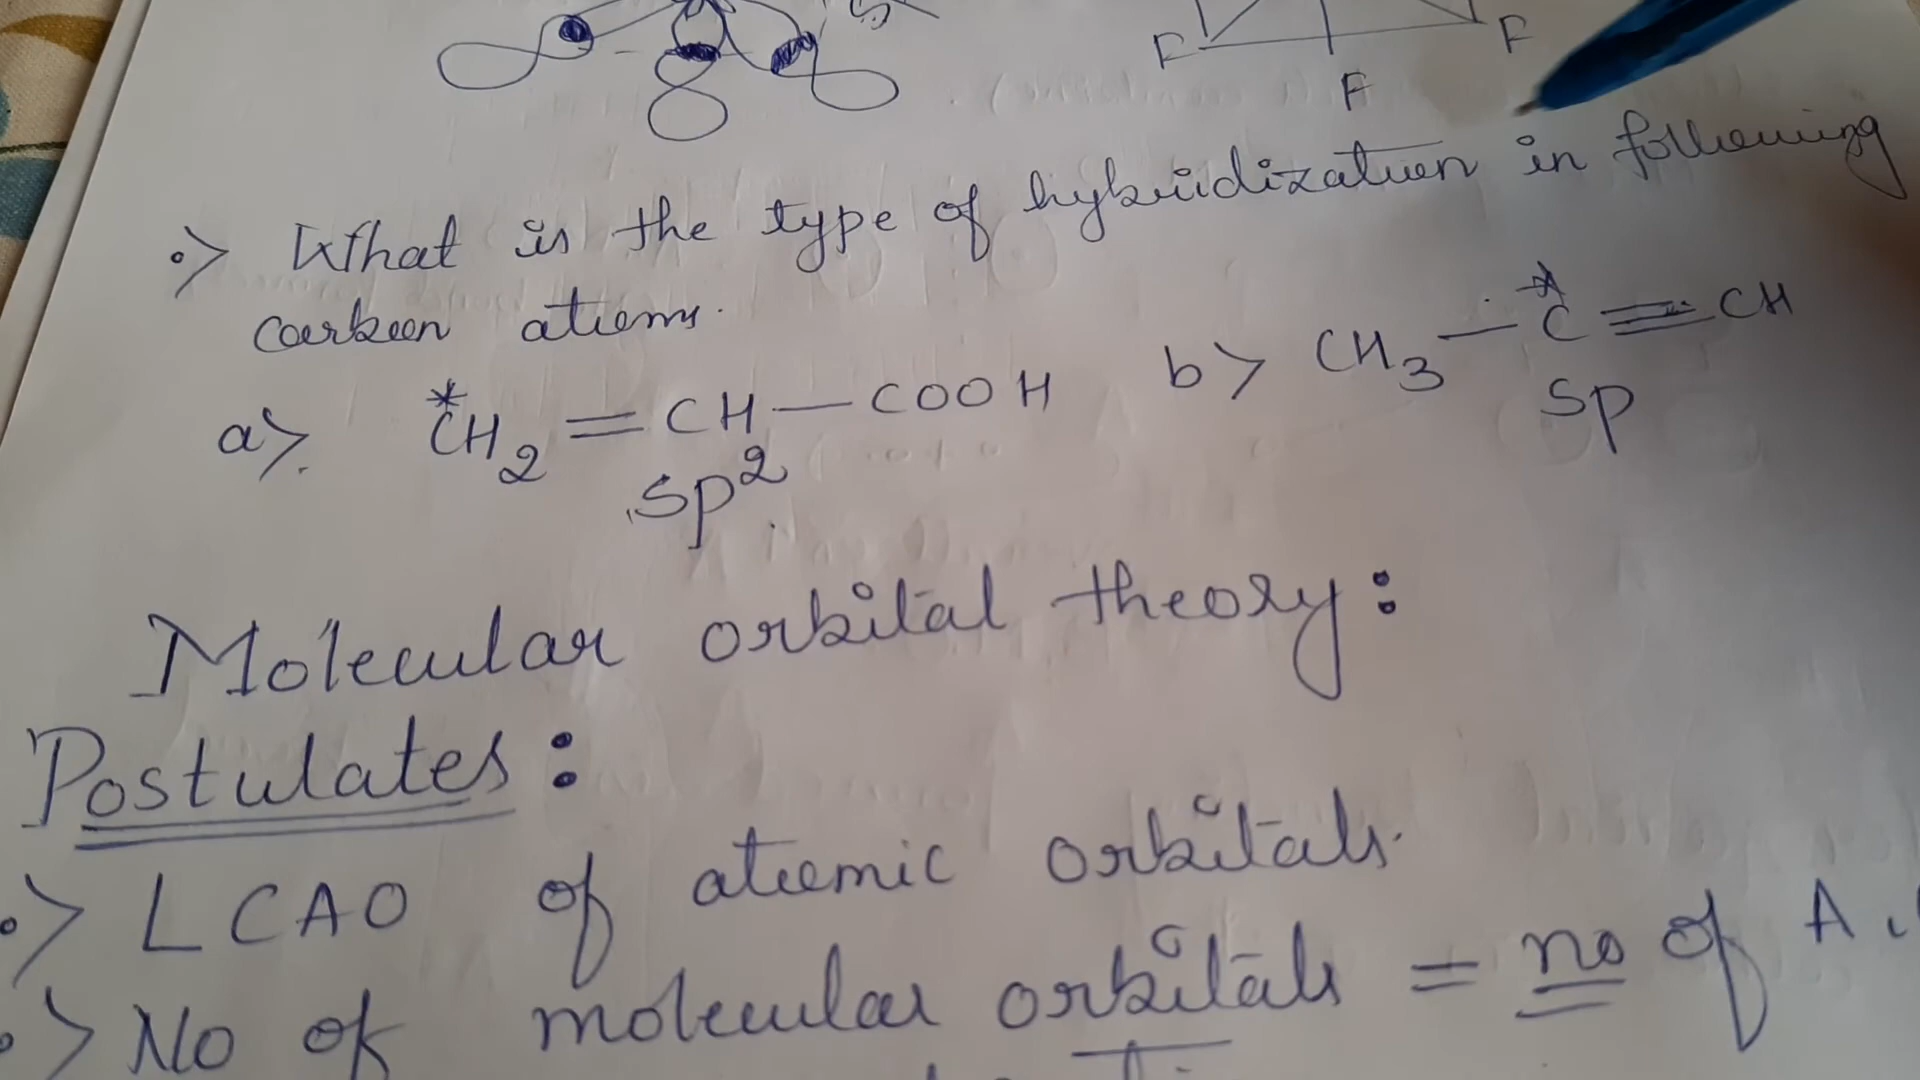 F F
F
.> What is the type of hybridization in following
carbon atoms.
a>. *CH2 = CH — COOH b> CH3 — *C ≡ CH
sp² sp
Molecular orbital theory:
Postulates:
.> LCAO of atomic orbitals.
.> No of molecular orbitals = no of A.